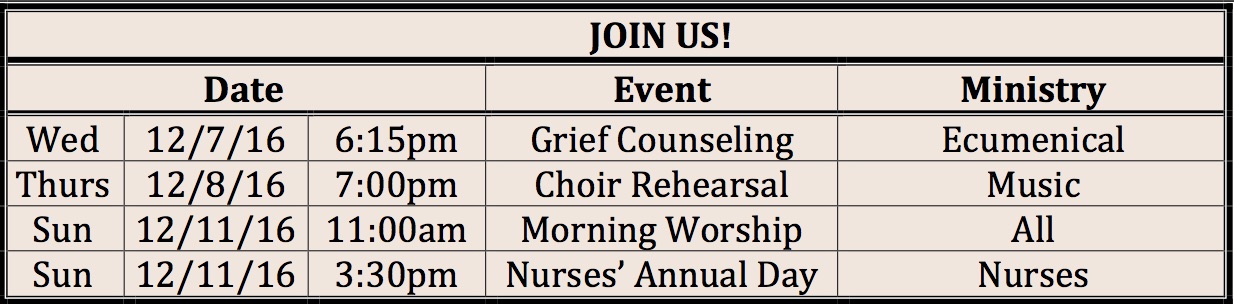 JOIN US!
Date Event Ministry
Wed 12/7/16 6:15pm Grief Counseling Ecumenical
Thurs 12/8/16 7:00pm Choir Rehearsal Music
Sun 12/11/16 11:00am Morning Worship All
Sun 12/11/16 3:30pm Nurses’ Annual Day Nurses